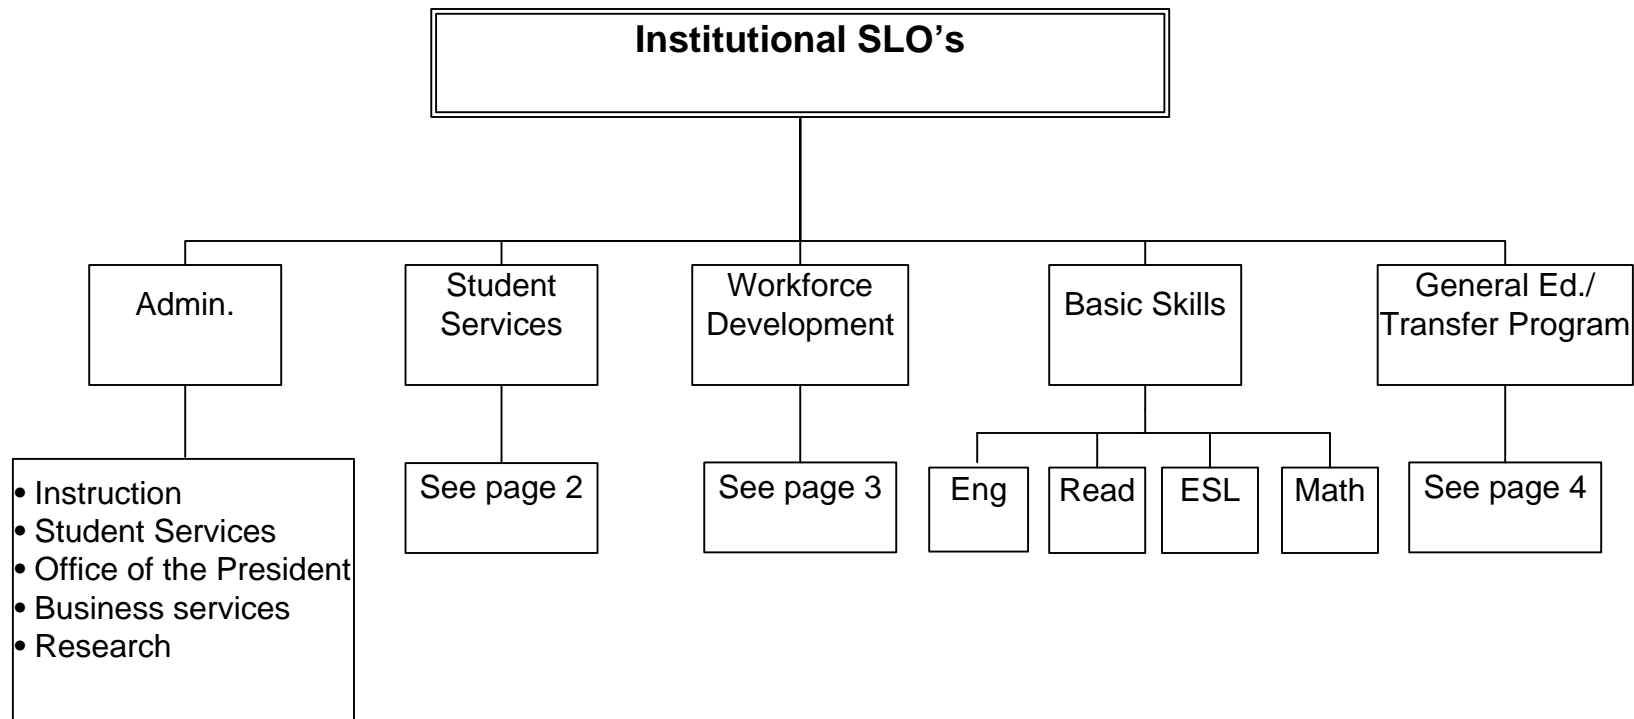 Institutional SLO’s
Admin.
Student
Services
Workforce
Development
Basic Skills
General Ed./
Transfer Program
• Instruction
• Student Services
• Office of the President
• Business services
• Research
See page 2
See page 3
Eng
Read
ESL
Math
See page 4